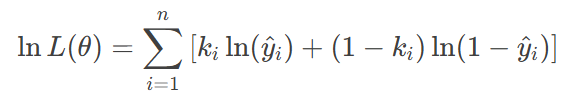 ln L(θ) = ∑_{i=1}^{n} [k_i ln(ŷ_i) + (1 − k_i) ln(1 − ŷ_i)]